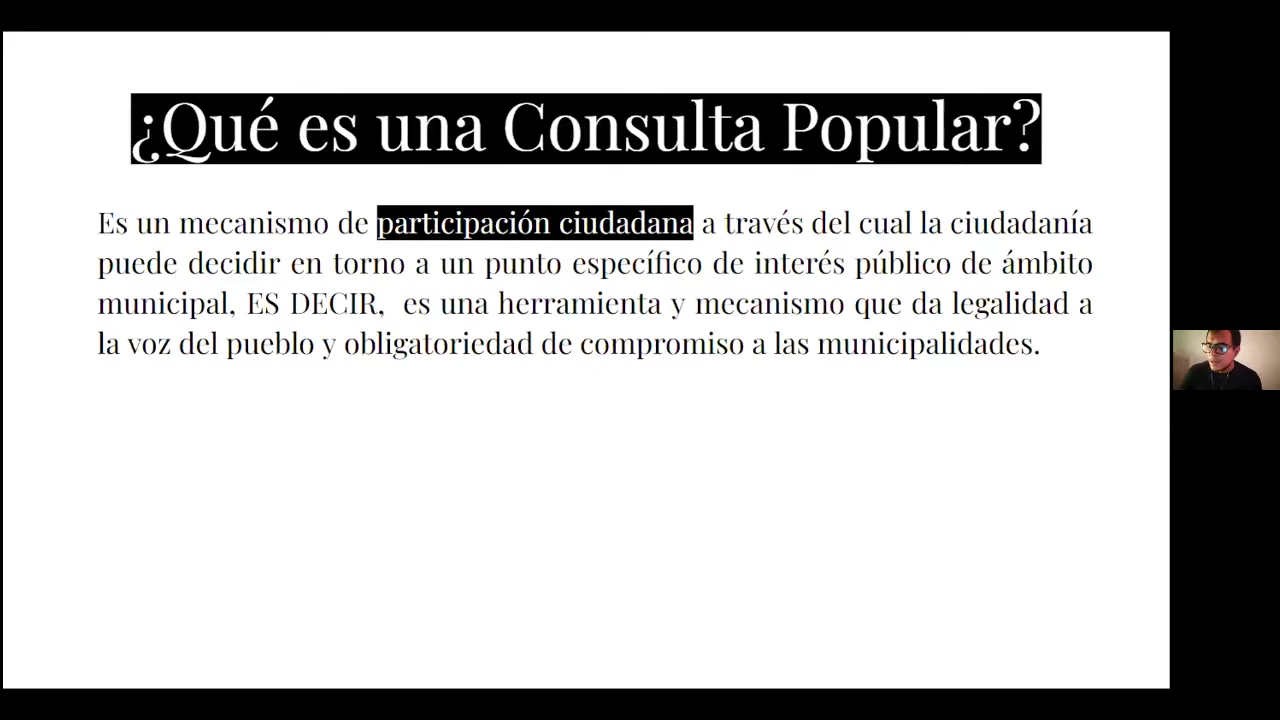 ¿Qué es una Consulta Popular?
Es un mecanismo de participación ciudadana a través del cual la ciudadanía
puede decidir en torno a un punto específico de interés público de ámbito
municipal, ES DECIR, es una herramienta y mecanismo que da legalidad a
la voz del pueblo y obligatoriedad de compromiso a las municipalidades.